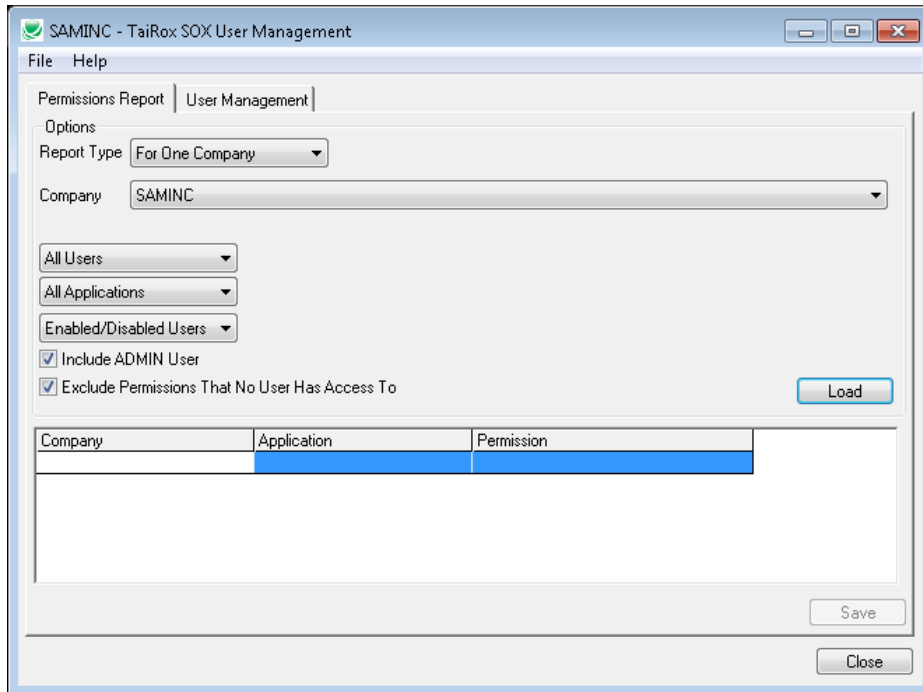 SAMINC - TaiRox SOX User Management
File Help
Permissions Report User Management
Options
Report Type For One Company
Company SAMINC
All Users
All Applications
Enabled/Disabled Users
Include ADMIN User
Exclude Permissions That No User Has Access To
Load
Company Application Permission
Save
Close